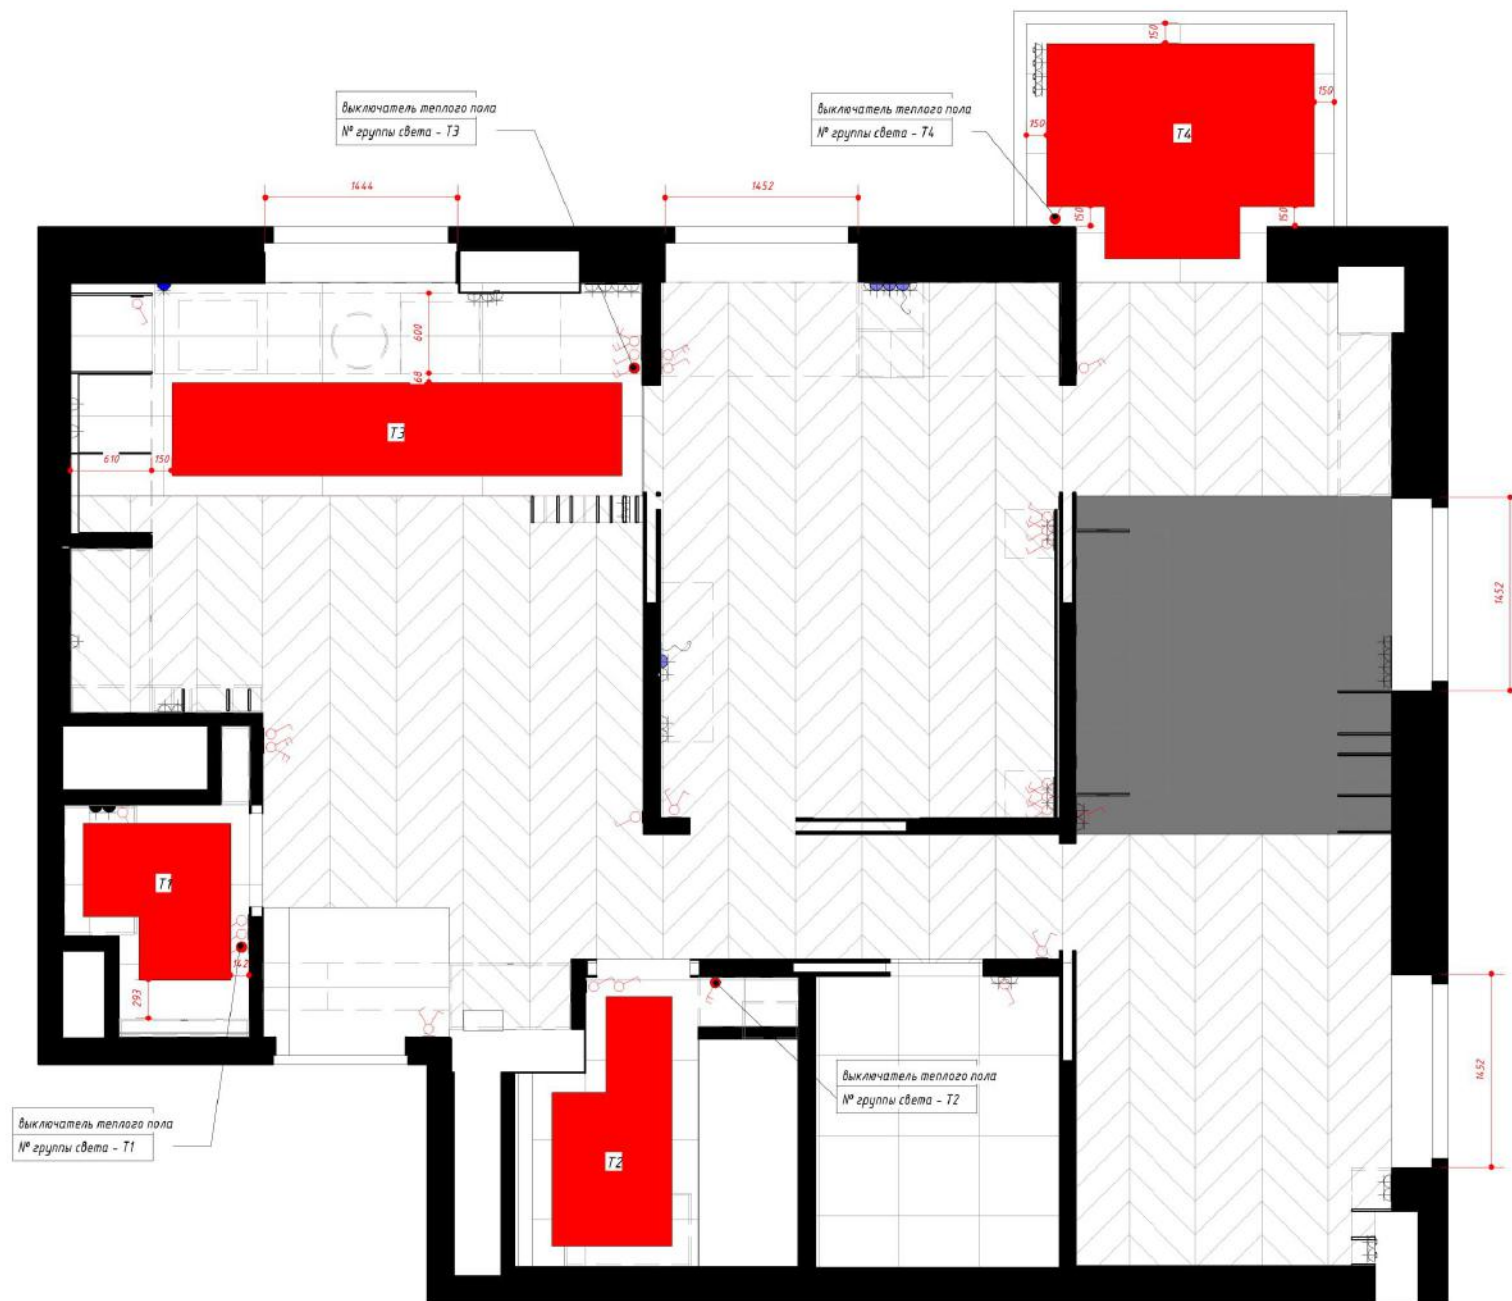 150
выключатель теплого пола
№ группы света - Т3
выключатель теплого пола
№ группы света - Т4
150
150
Т4
1444
1452
150
150
600
68
Т3
610
150
1452
Т1
142
293
1452
выключатель теплого пола
№ группы света - Т2
выключатель теплого пола
№ группы света - Т1
Т2